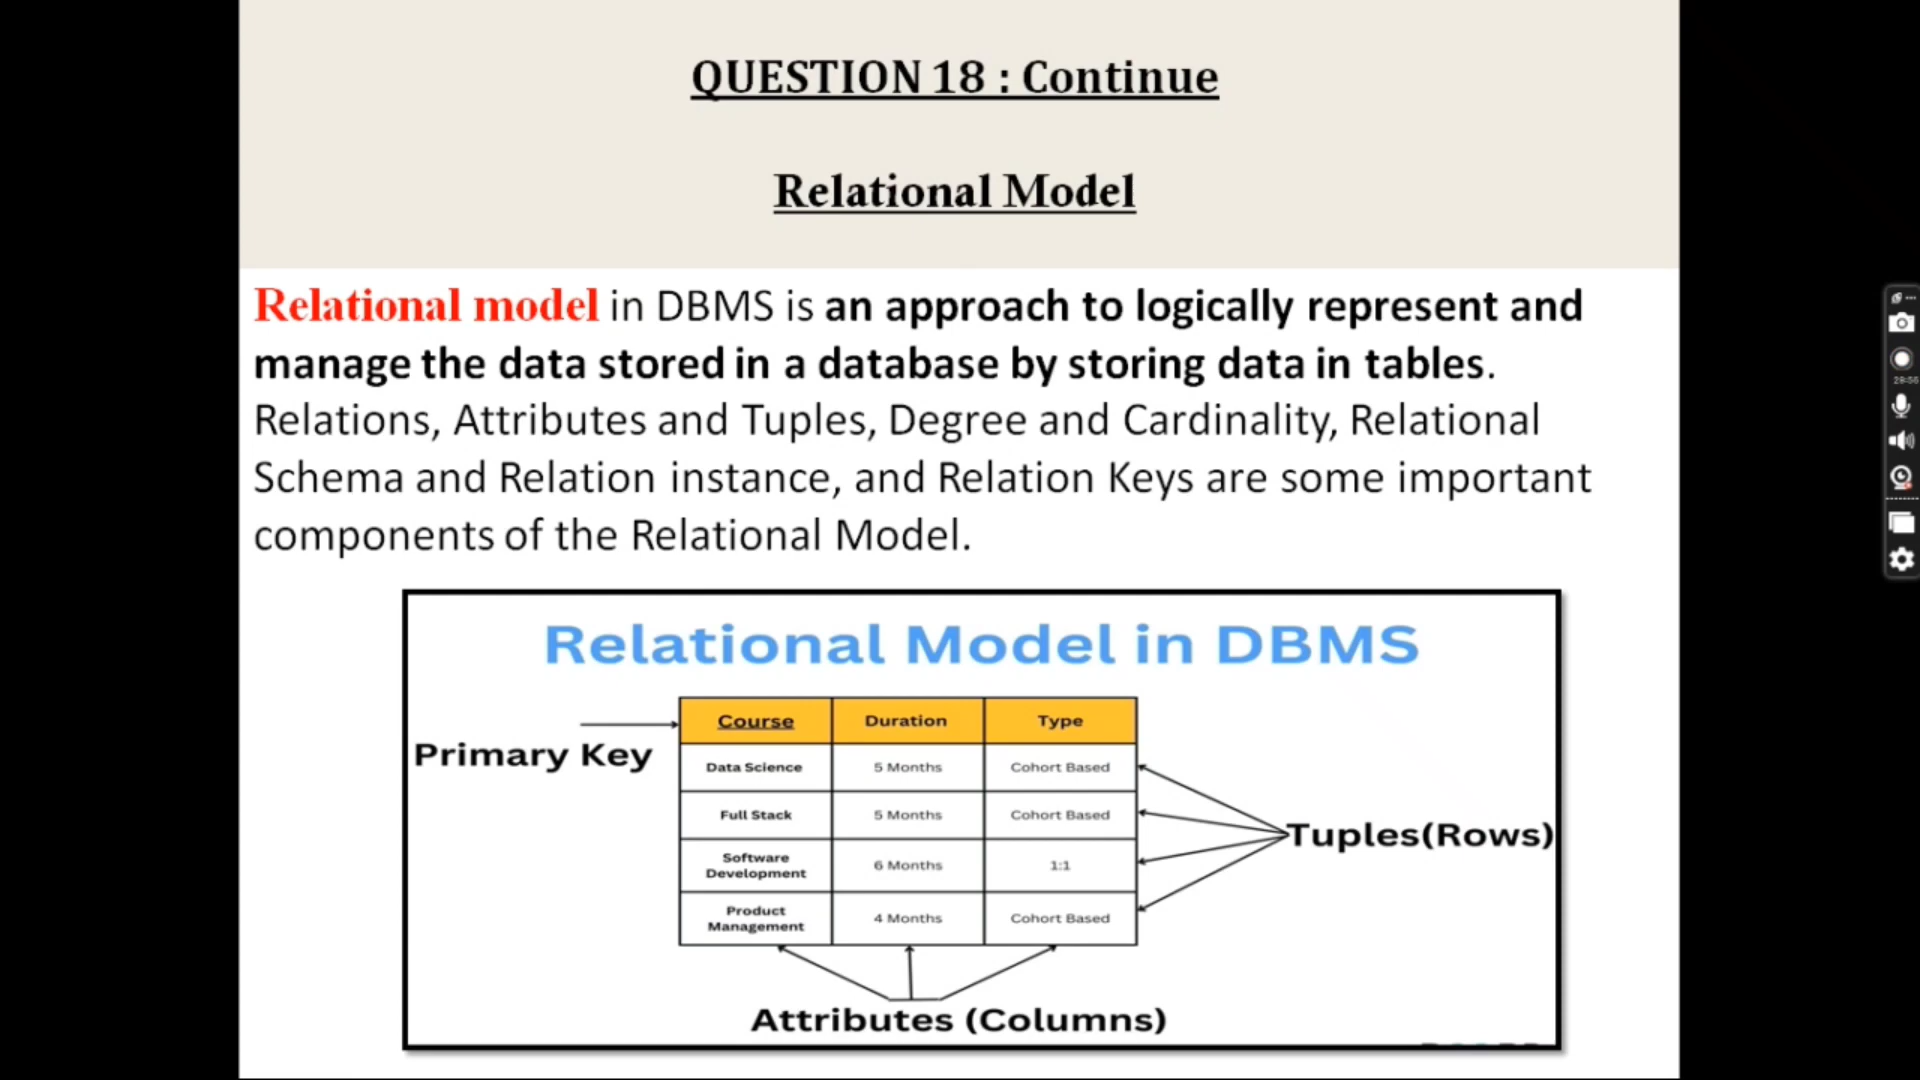 QUESTION 18 : Continue
Relational Model
Relational model in DBMS is an approach to logically represent and
manage the data stored in a database by storing data in tables.
Relations, Attributes and Tuples, Degree and Cardinality, Relational
Schema and Relation instance, and Relation Keys are some important
components of the Relational Model.
Relational Model in DBMS
Primary Key
Course Duration Type
Data Science 5 Months Cohort Based
Full Stack 5 Months Cohort Based
Software Development 6 Months 1:1
Product Management 4 Months Cohort Based
Tuples(Rows)
Attributes (Columns)